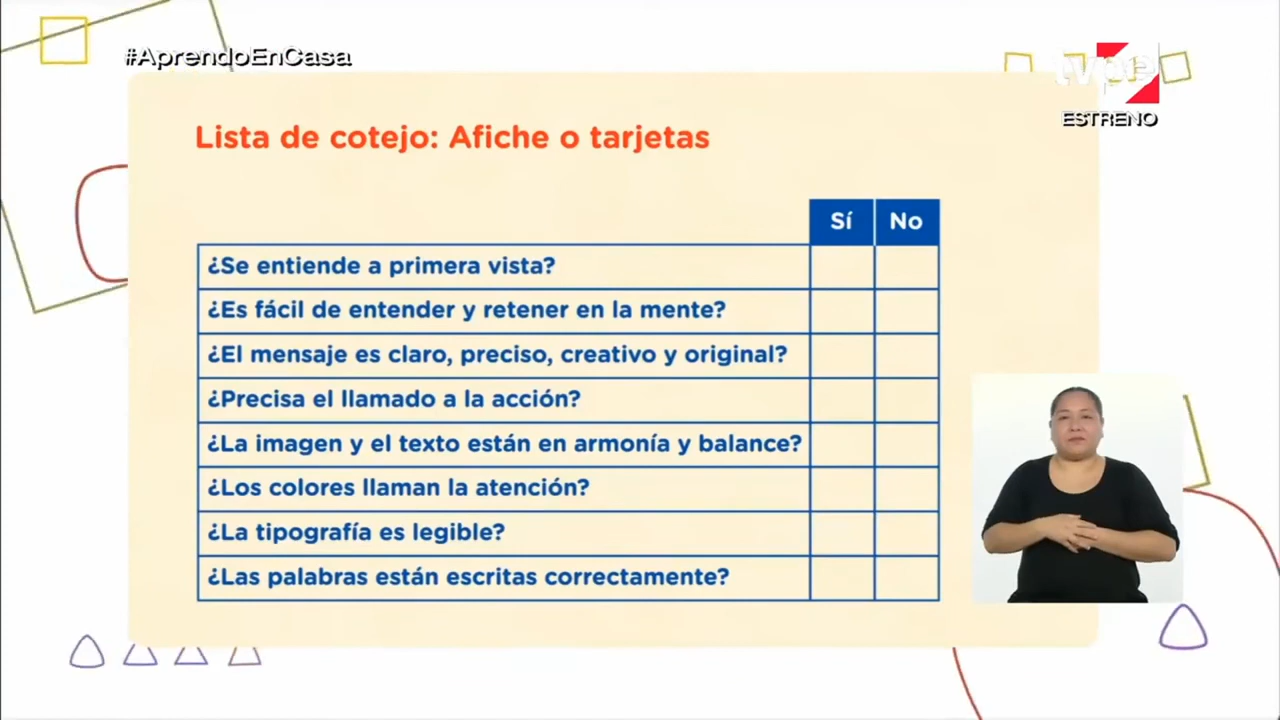 #AprendoEnCasa
tvpe
ESTRENO
Lista de cotejo: Afiche o tarjetas
Sí No
¿Se entiende a primera vista?
¿Es fácil de entender y retener en la mente?
¿El mensaje es claro, preciso, creativo y original?
¿Precisa el llamado a la acción?
¿La imagen y el texto están en armonía y balance?
¿Los colores llaman la atención?
¿La tipografía es legible?
¿Las palabras están escritas correctamente?